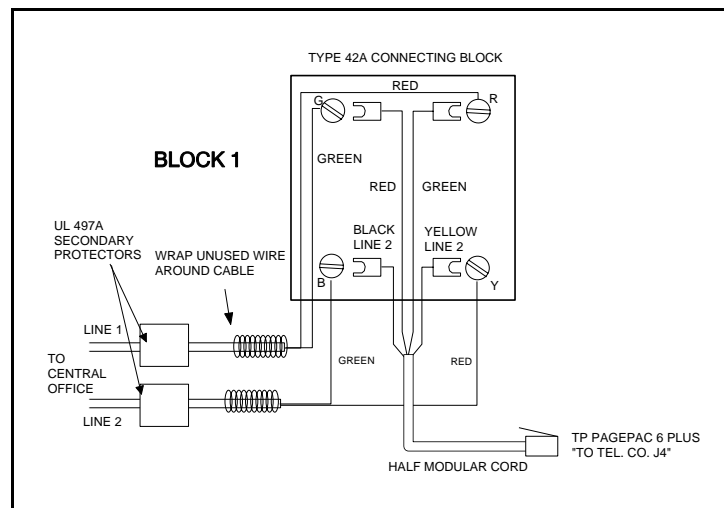 TYPE 42A CONNECTING BLOCK
RED
G
R
BLOCK 1
GREEN
RED
GREEN
UL 497A
SECONDARY
PROTECTORS
WRAP UNUSED WIRE
AROUND CABLE
BLACK
LINE 2
YELLOW
LINE 2
B
Y
LINE 1
TO
CENTRAL
OFFICE
GREEN
RED
LINE 2
HALF MODULAR CORD
TP PAGEPAC 6 PLUS
"TO TEL. CO. J4"